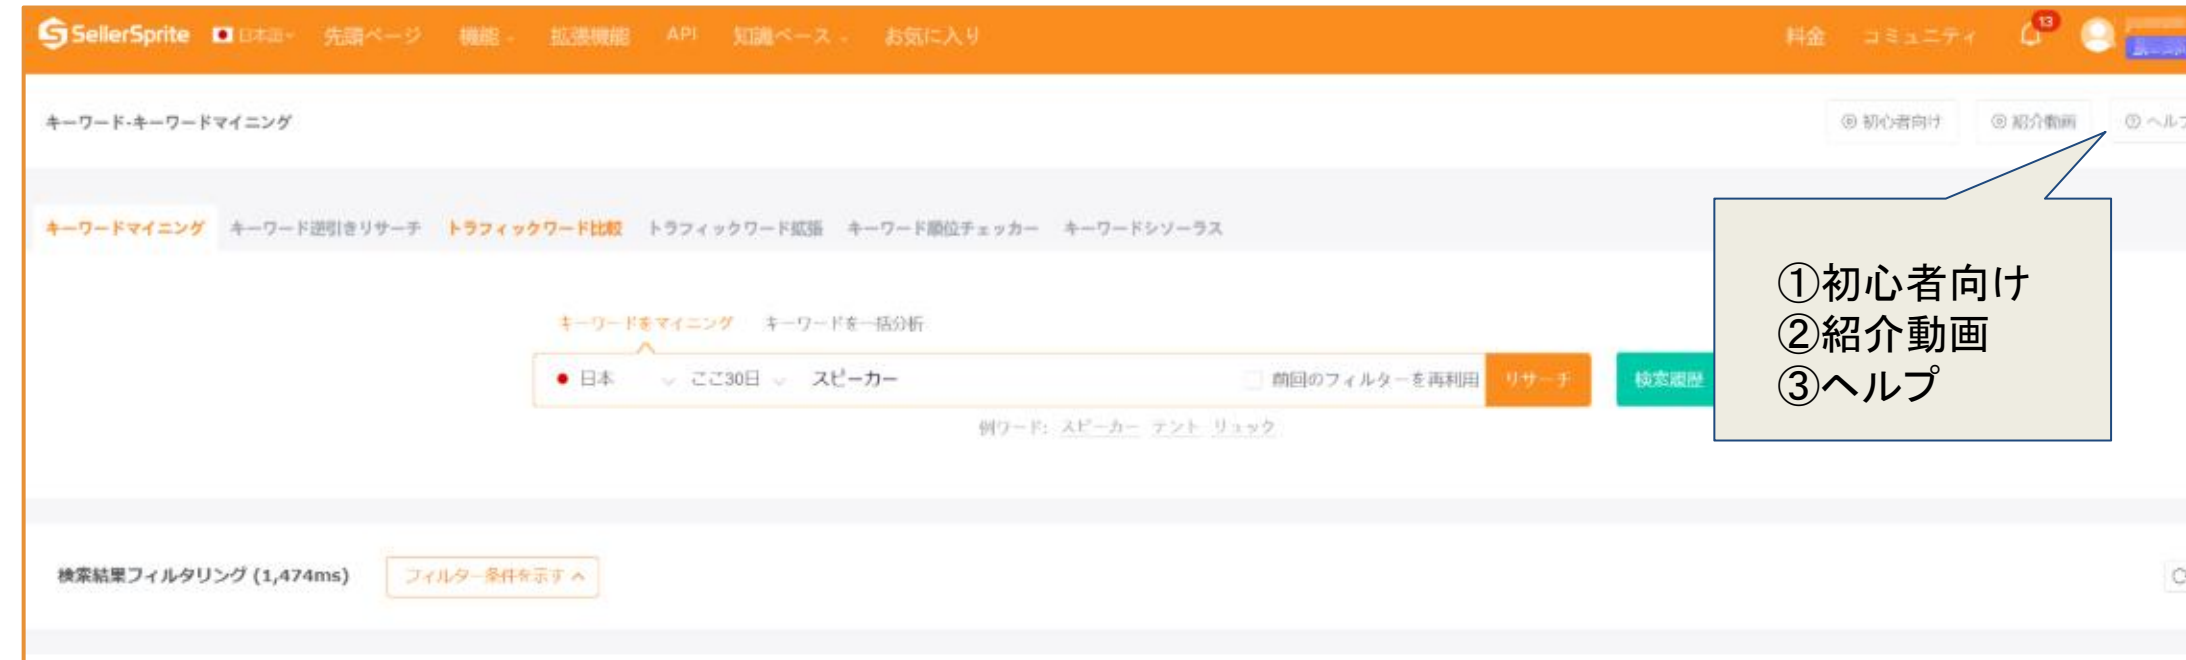 SellerSprite 日本語 先頭ページ 機能 拡張機能 API 知識ベース お気に入り 料金 コミュニティ 13
キーワード-キーワードマイニング 初心者向け 紹介動画 ヘルプ
キーワードマイニング キーワード逆引きリサーチ トラフィックワード比較 トラフィックワード拡張 キーワード順位チェッカー キーワードシソーラス
①初心者向け
②紹介動画
③ヘルプ
キーワードをマイニング キーワードを一括分析
日本 ここ30日 スピーカー 前回のフィルターを再利用 リサーチ 検索履歴
例ワード: スピーカー テント リュック
検索結果フィルタリング (1,474ms) フィルター条件を示す